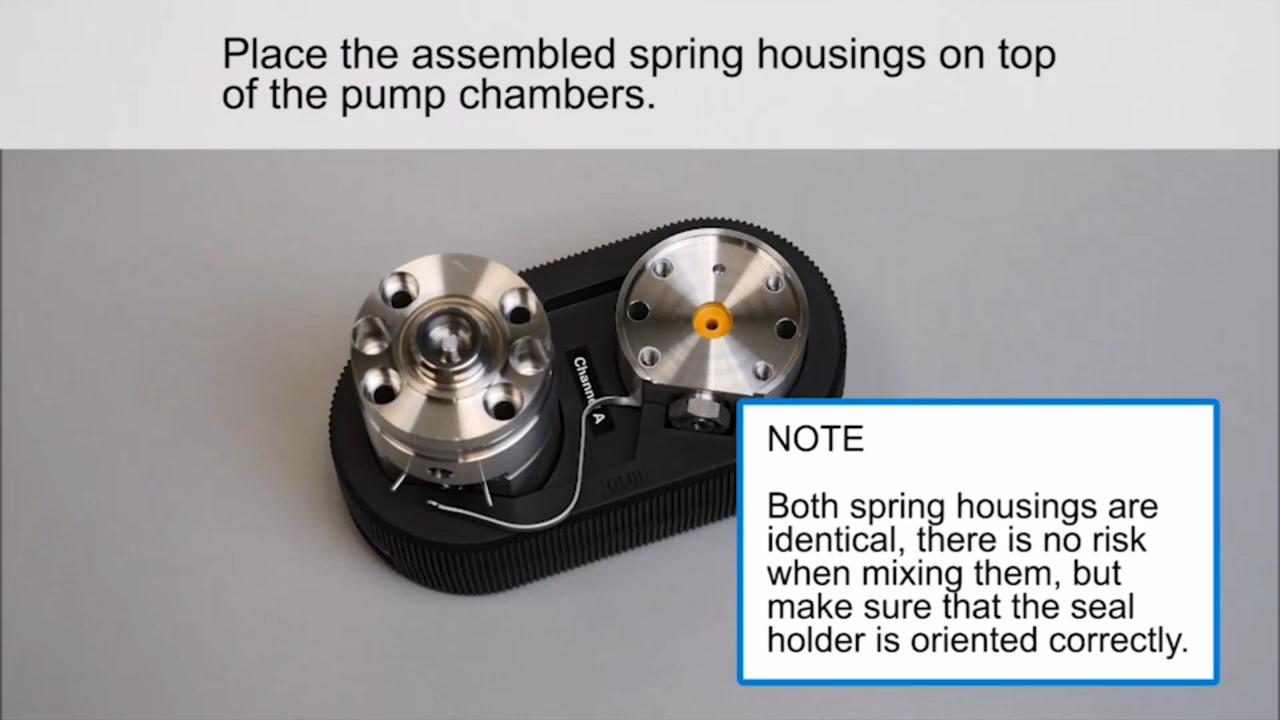 Place the assembled spring housings on top
of the pump chambers.
Channel A
NOTE
Both spring housings are
identical, there is no risk
when mixing them, but
make sure that the seal
holder is oriented correctly.